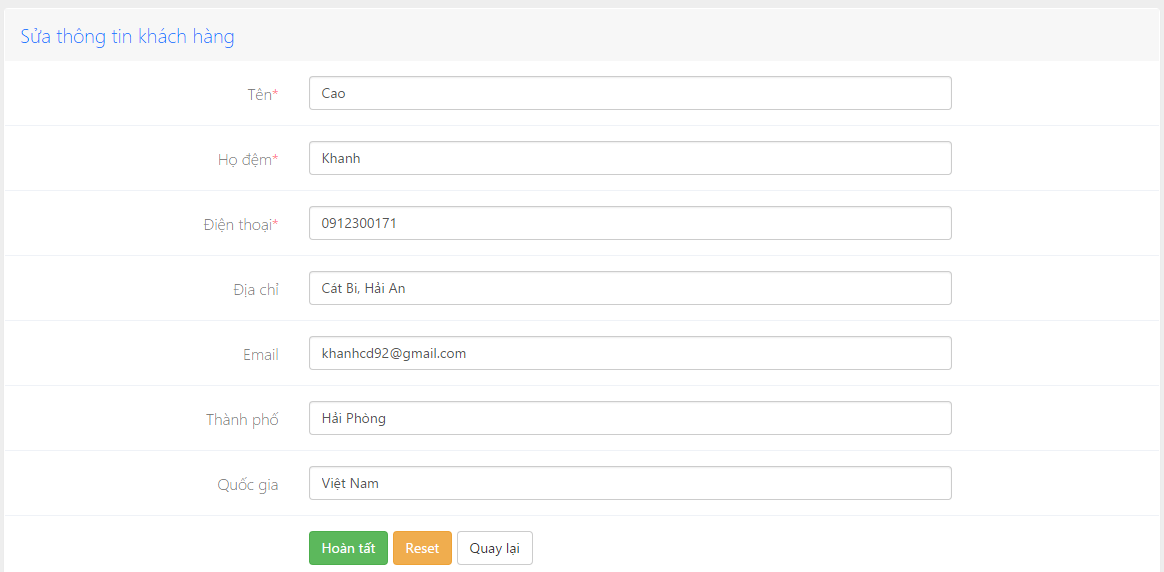 Sửa thông tin khách hàng
Tên* Cao
Họ đệm* Khanh
Điện thoại* 0912300171
Địa chỉ Cát Bi, Hải An
Email khanhcd92@gmail.com
Thành phố Hải Phòng
Quốc gia Việt Nam
Hoàn tất Reset Quay lại